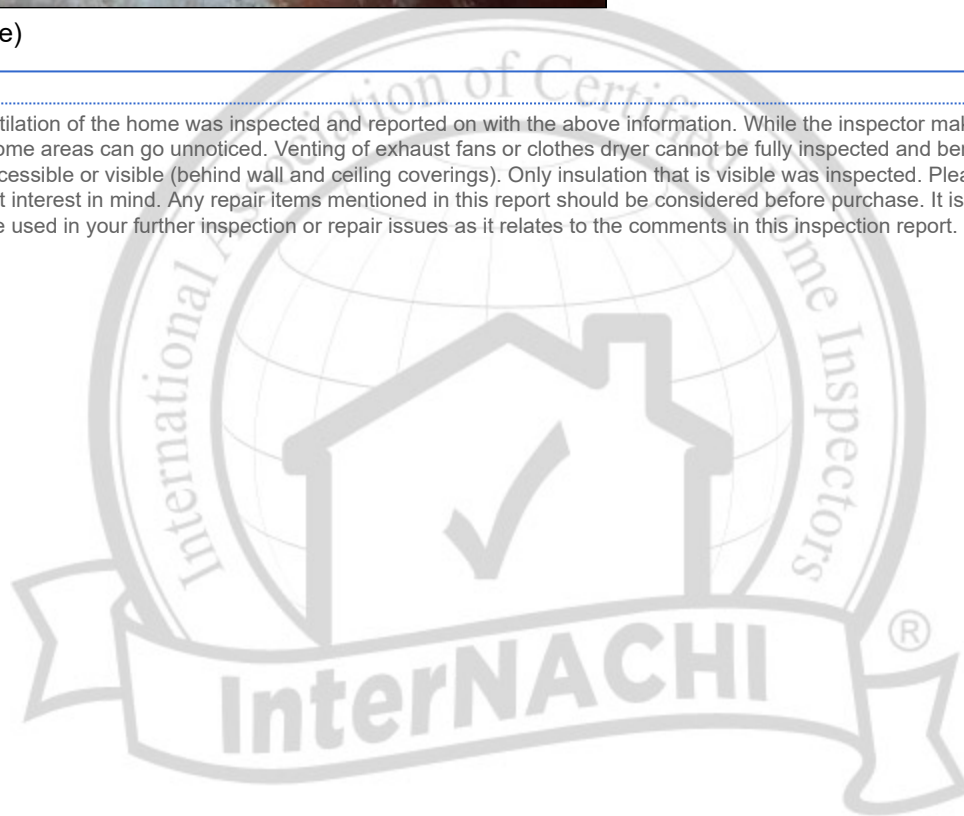 e)
tilation of the home was inspected and reported on with the above information. While the inspector mak
ome areas can go unnoticed. Venting of exhaust fans or clothes dryer cannot be fully inspected and ben
cessible or visible (behind wall and ceiling coverings). Only insulation that is visible was inspected. Plea
t interest in mind. Any repair items mentioned in this report should be considered before purchase. It is
e used in your further inspection or repair issues as it relates to the comments in this inspection report.
International Association of Certified Home Inspectors
InterNACHI
®